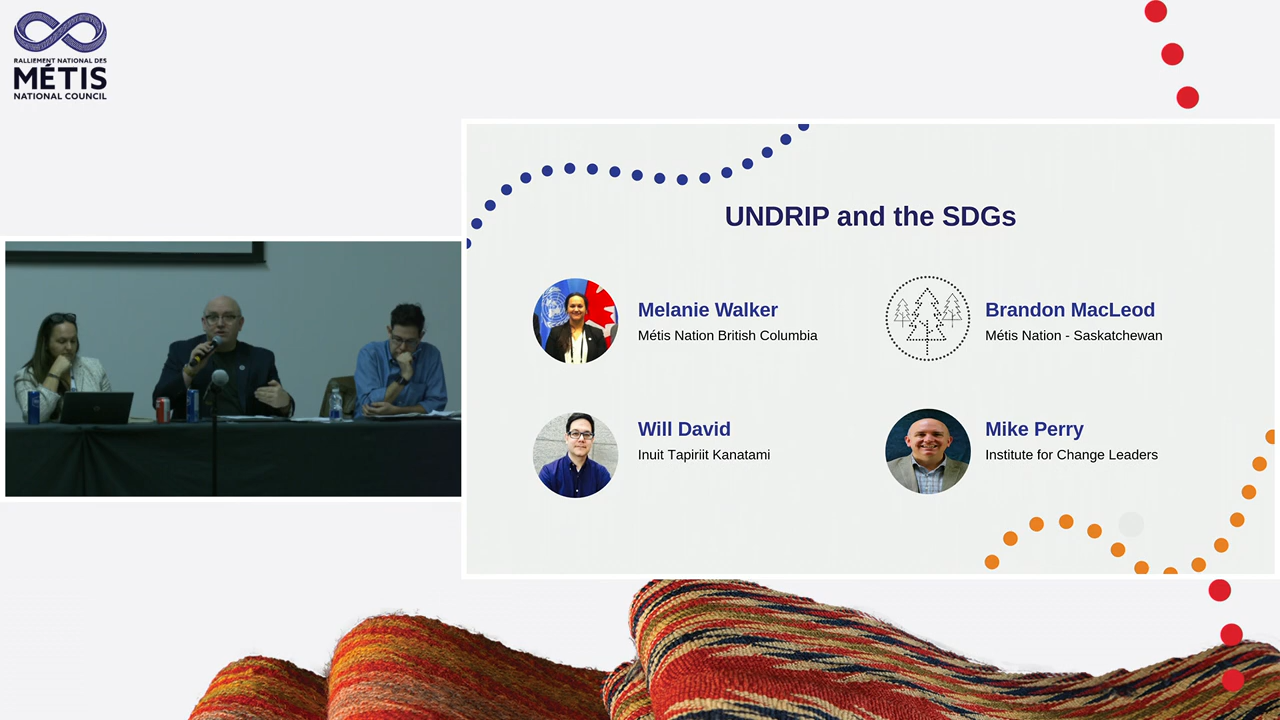 RALLIEMENT NATIONAL DES
MÉTIS
NATIONAL COUNCIL
UNDRIP and the SDGs
Melanie Walker
Métis Nation British Columbia
Brandon MacLeod
Métis Nation - Saskatchewan
Will David
Inuit Tapiriit Kanatami
Mike Perry
Institute for Change Leaders